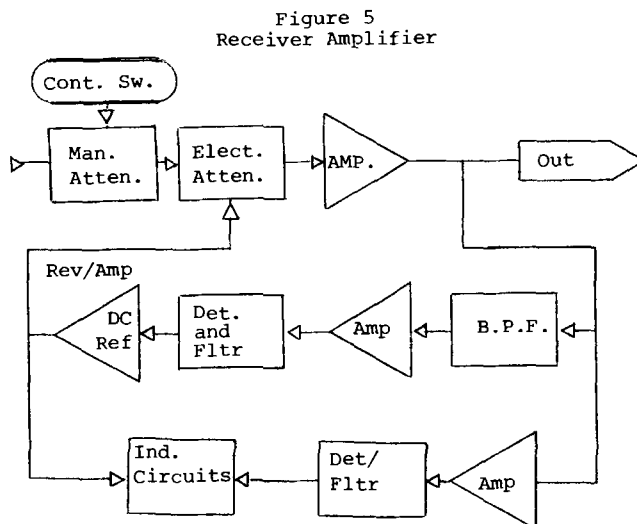 Figure 5
Receiver Amplifier
Cont. Sw.
Man.
Atten.
Elect.
Atten.
AMP.
Out
Rev/Amp
DC
Ref
Det.
and
Fltr
Amp
B.P.F.
Ind.
Circuits
Det/
Fltr
Amp